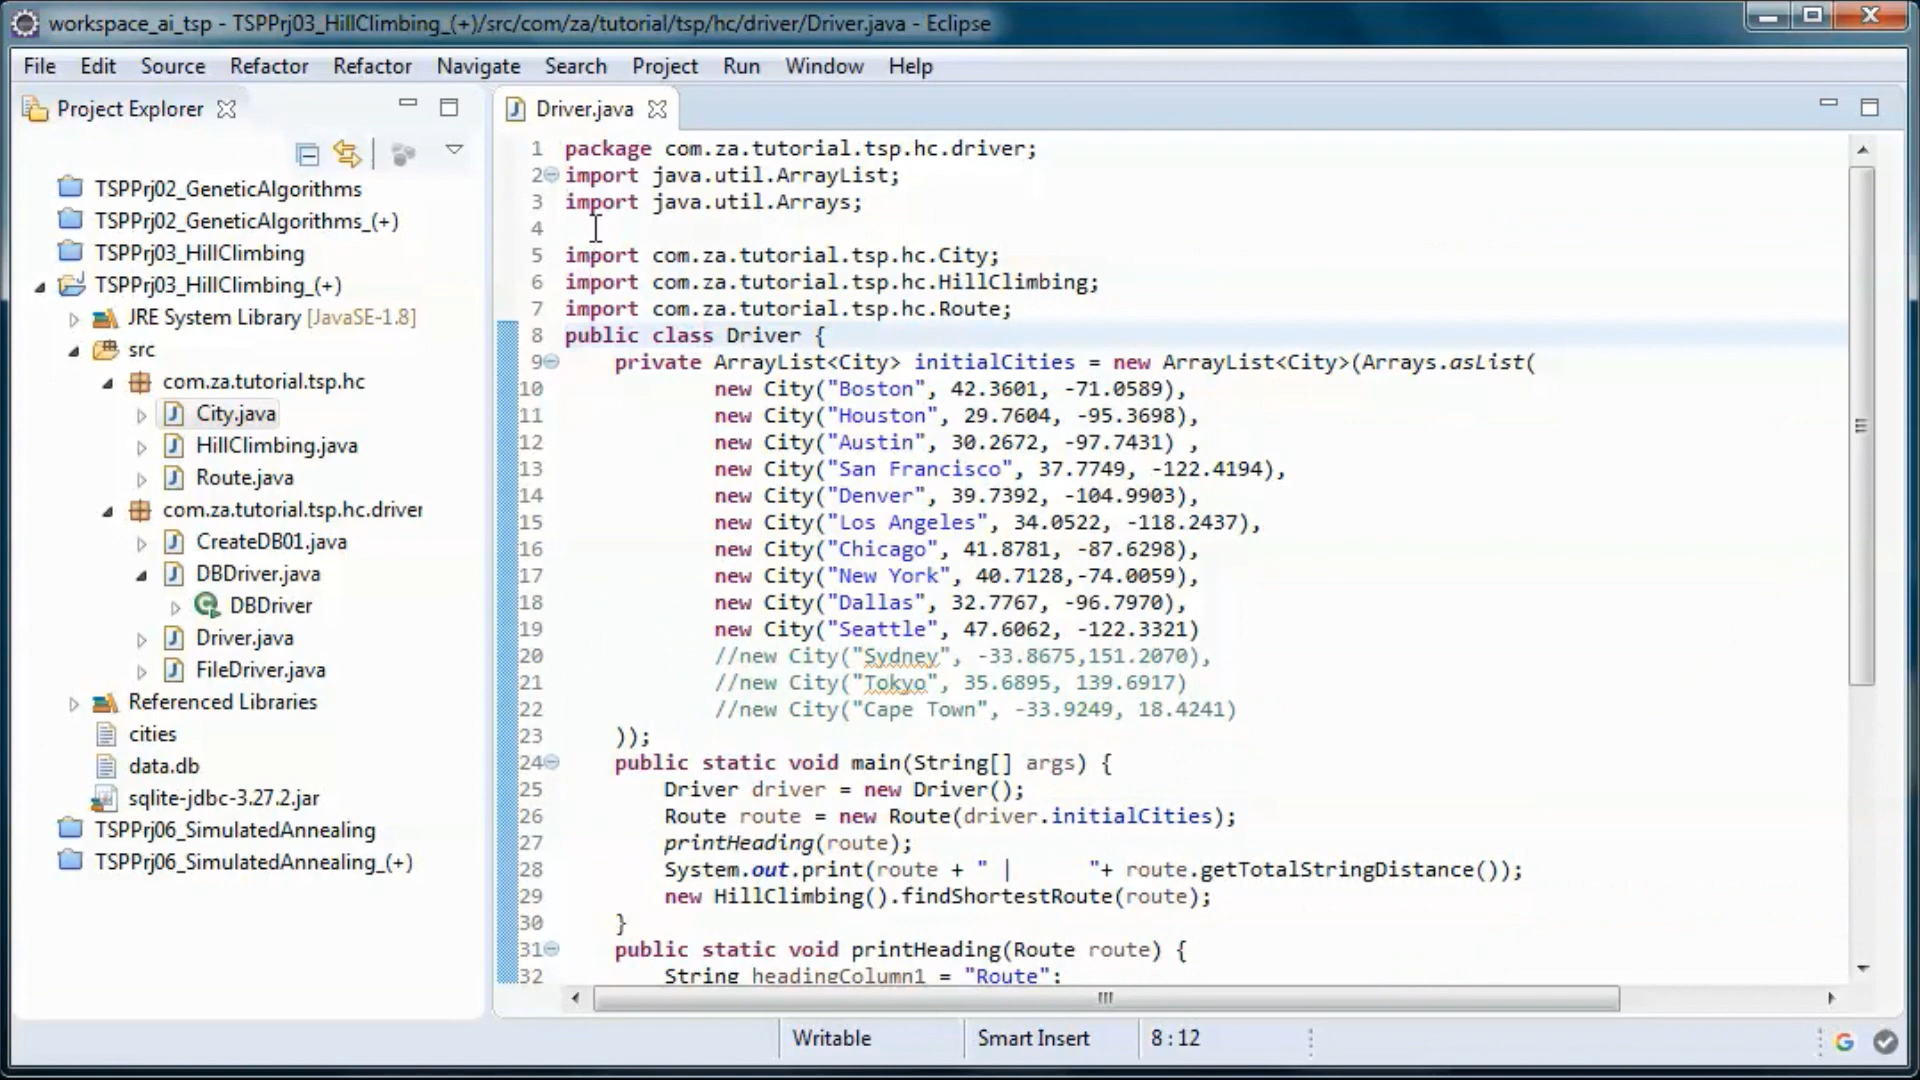 workspace_ai_tsp - TSPPrj03_HillClimbing_(+)/src/com/za/tutorial/tsp/hc/driver/Driver.java - Eclipse
File Edit Source Refactor Refactor Navigate Search Project Run Window Help
Project Explorer
TSPPrj02_GeneticAlgorithms
TSPPrj02_GeneticAlgorithms_(+)
TSPPrj03_HillClimbing
TSPPrj03_HillClimbing_(+)
JRE System Library [JavaSE-1.8]
src
com.za.tutorial.tsp.hc
City.java
HillClimbing.java
Route.java
com.za.tutorial.tsp.hc.driver
CreateDB01.java
DBDriver.java
DBDriver
Driver.java
FileDriver.java
Referenced Libraries
cities
data.db
sqlite-jdbc-3.27.2.jar
TSPPrj06_SimulatedAnnealing
TSPPrj06_SimulatedAnnealing_(+)
Driver.java
1 package com.za.tutorial.tsp.hc.driver;
2 import java.util.ArrayList;
3 import java.util.Arrays;
4
5 import com.za.tutorial.tsp.hc.City;
6 import com.za.tutorial.tsp.hc.HillClimbing;
7 import com.za.tutorial.tsp.hc.Route;
8 public class Driver {
9 private ArrayList<City> initialCities = new ArrayList<City>(Arrays.asList(
10 new City("Boston", 42.3601, -71.0589),
11 new City("Houston", 29.7604, -95.3698),
12 new City("Austin", 30.2672, -97.7431) ,
13 new City("San Francisco", 37.7749, -122.4194),
14 new City("Denver", 39.7392, -104.9903),
15 new City("Los Angeles", 34.0522, -118.2437),
16 new City("Chicago", 41.8781, -87.6298),
17 new City("New York", 40.7128,-74.0059),
18 new City("Dallas", 32.7767, -96.7970),
19 new City("Seattle", 47.6062, -122.3321)
20 //new City("Sydney", -33.8675,151.2070),
21 //new City("Tokyo", 35.6895, 139.6917)
22 //new City("Cape Town", -33.9249, 18.4241)
23 ));
24 public static void main(String[] args) {
25 Driver driver = new Driver();
26 Route route = new Route(driver.initialCities);
27 printHeading(route);
28 System.out.print(route + " |      "+ route.getTotalStringDistance());
29 new HillClimbing().findShortestRoute(route);
30 }
31 public static void printHeading(Route route) {
32 String headingColumn1 = "Route";
Writable Smart Insert 8 : 12